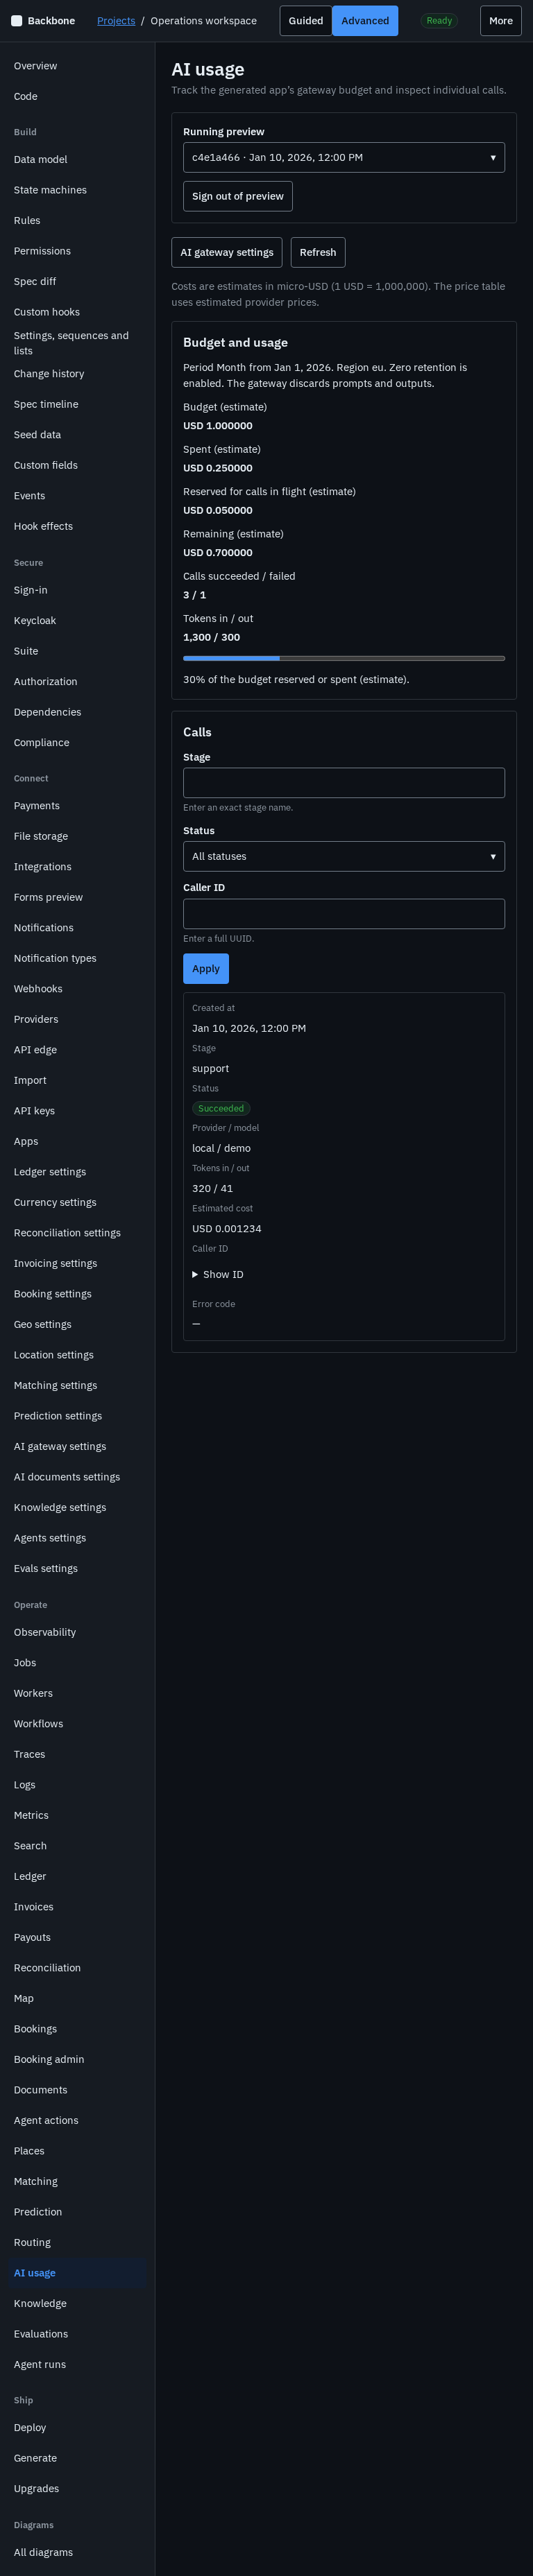 Backbone
Projects / Operations workspace
Guided
Advanced
Ready
More
Overview
Code
Build
Data model
State machines
Rules
Permissions
Spec diff
Custom hooks
Settings, sequences and
lists
Change history
Spec timeline
Seed data
Custom fields
Events
Hook effects
Secure
Sign-in
Keycloak
Suite
Authorization
Dependencies
Compliance
Connect
Payments
File storage
Integrations
Forms preview
Notifications
Notification types
Webhooks
Providers
API edge
Import
API keys
Apps
Ledger settings
Currency settings
Reconciliation settings
Invoicing settings
Booking settings
Geo settings
Location settings
Matching settings
Prediction settings
AI gateway settings
AI documents settings
Knowledge settings
Agents settings
Evals settings
Operate
Observability
Jobs
Workers
Workflows
Traces
Logs
Metrics
Search
Ledger
Invoices
Payouts
Reconciliation
Map
Bookings
Booking admin
Documents
Agent actions
Places
Matching
Prediction
Routing
AI usage
Knowledge
Evaluations
Agent runs
Ship
Deploy
Generate
Upgrades
Diagrams
All diagrams
AI usage
Track the generated app’s gateway budget and inspect individual calls.
Running preview
c4e1a466 · Jan 10, 2026, 12:00 PM
Sign out of preview
AI gateway settings
Refresh
Costs are estimates in micro-USD (1 USD = 1,000,000). The price table
uses estimated provider prices.
Budget and usage
Period Month from Jan 1, 2026. Region eu. Zero retention is
enabled. The gateway discards prompts and outputs.
Budget (estimate)
USD 1.000000
Spent (estimate)
USD 0.250000
Reserved for calls in flight (estimate)
USD 0.050000
Remaining (estimate)
USD 0.700000
Calls succeeded / failed
3 / 1
Tokens in / out
1,300 / 300
30% of the budget reserved or spent (estimate).
Calls
Stage
Enter an exact stage name.
Status
All statuses
Caller ID
Enter a full UUID.
Apply
Created at
Jan 10, 2026, 12:00 PM
Stage
support
Status
Succeeded
Provider / model
local / demo
Tokens in / out
320 / 41
Estimated cost
USD 0.001234
Caller ID
Show ID
Error code
—